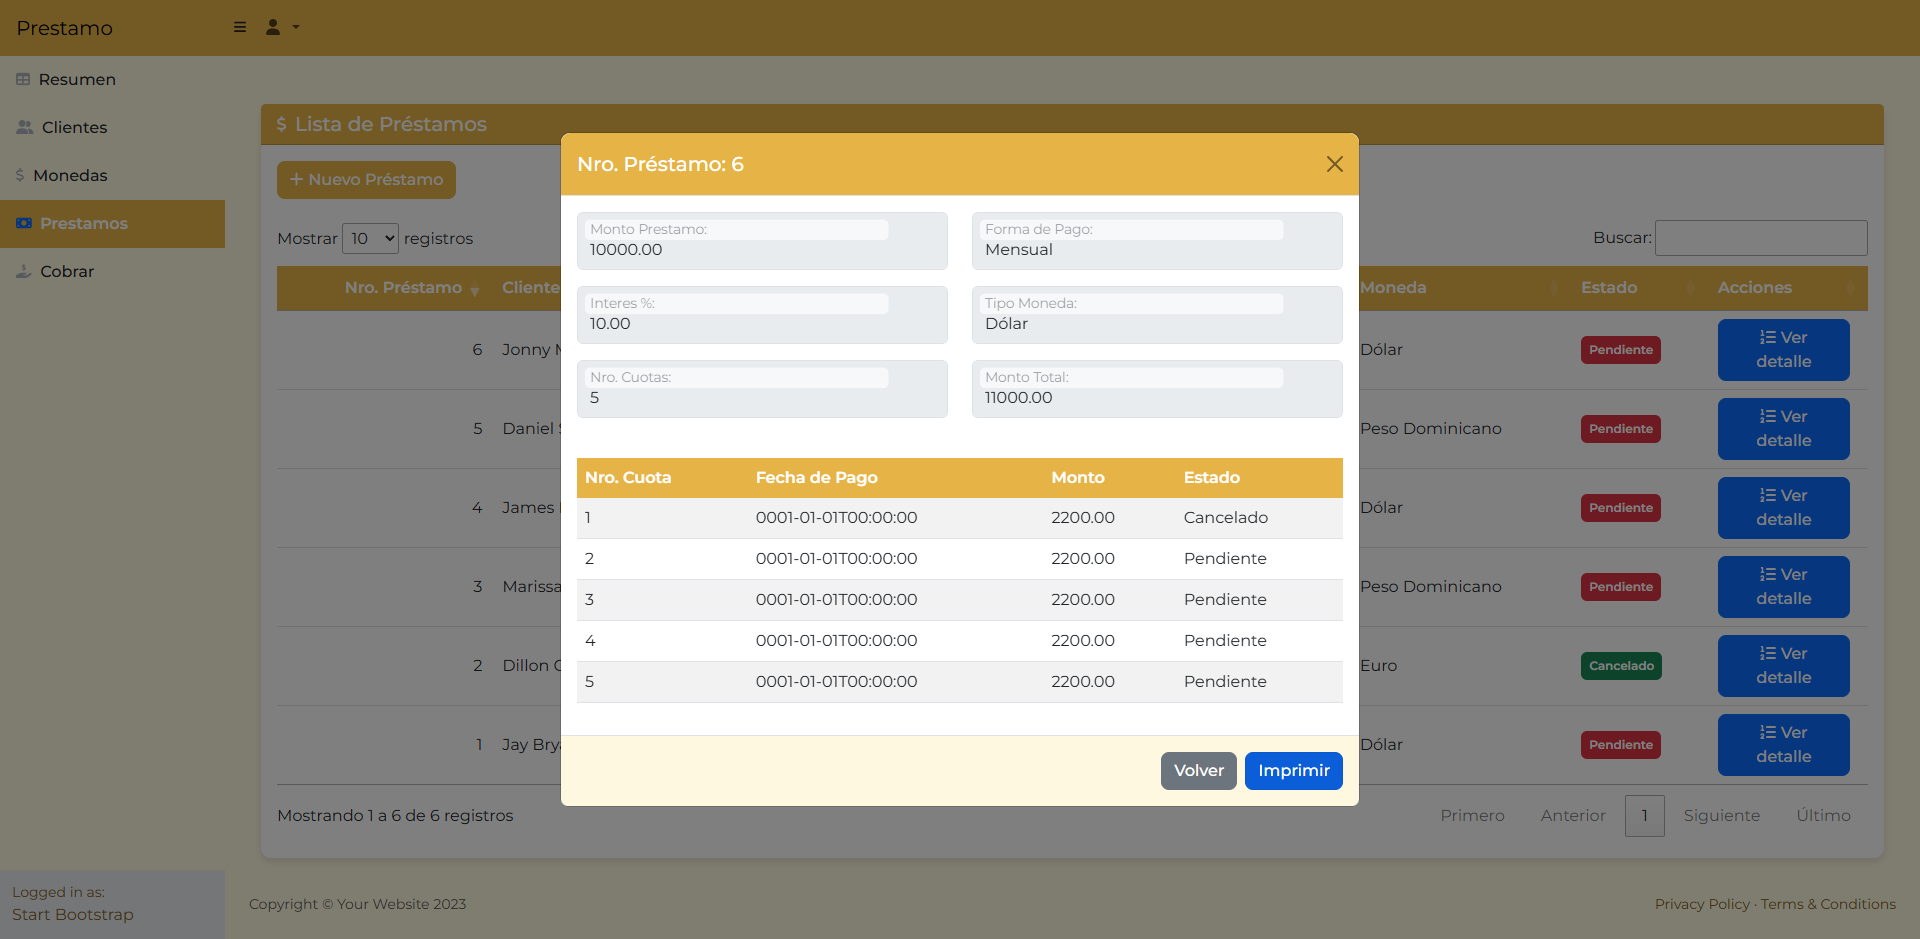 Prestamo
Resumen
Clientes
Monedas
Prestamos
Cobrar
Logged in as:
Start Bootstrap
$ Lista de Préstamos
+ Nuevo Préstamo
Mostrar 10 registros
Buscar:
Nro. Préstamo Cliente Moneda Estado Acciones
6 Jonny Dólar Pendiente Ver detalle
5 Daniel Peso Dominicano Pendiente Ver detalle
4 James Dólar Pendiente Ver detalle
3 Marissa Peso Dominicano Pendiente Ver detalle
2 Dillon Euro Cancelado Ver detalle
1 Jay Dólar Pendiente Ver detalle
Mostrando 1 a 6 de 6 registros
Primero Anterior 1 Siguiente Último
Nro. Préstamo: 6
Monto Prestamo:
10000.00
Forma de Pago:
Mensual
Interes %:
10.00
Tipo Moneda:
Dólar
Nro. Cuotas:
5
Monto Total:
11000.00
Nro. Cuota Fecha de Pago Monto Estado
1 0001-01-01T00:00:00 2200.00 Cancelado
2 0001-01-01T00:00:00 2200.00 Pendiente
3 0001-01-01T00:00:00 2200.00 Pendiente
4 0001-01-01T00:00:00 2200.00 Pendiente
5 0001-01-01T00:00:00 2200.00 Pendiente
Volver Imprimir
Copyright © Your Website 2023
Privacy Policy · Terms & Conditions